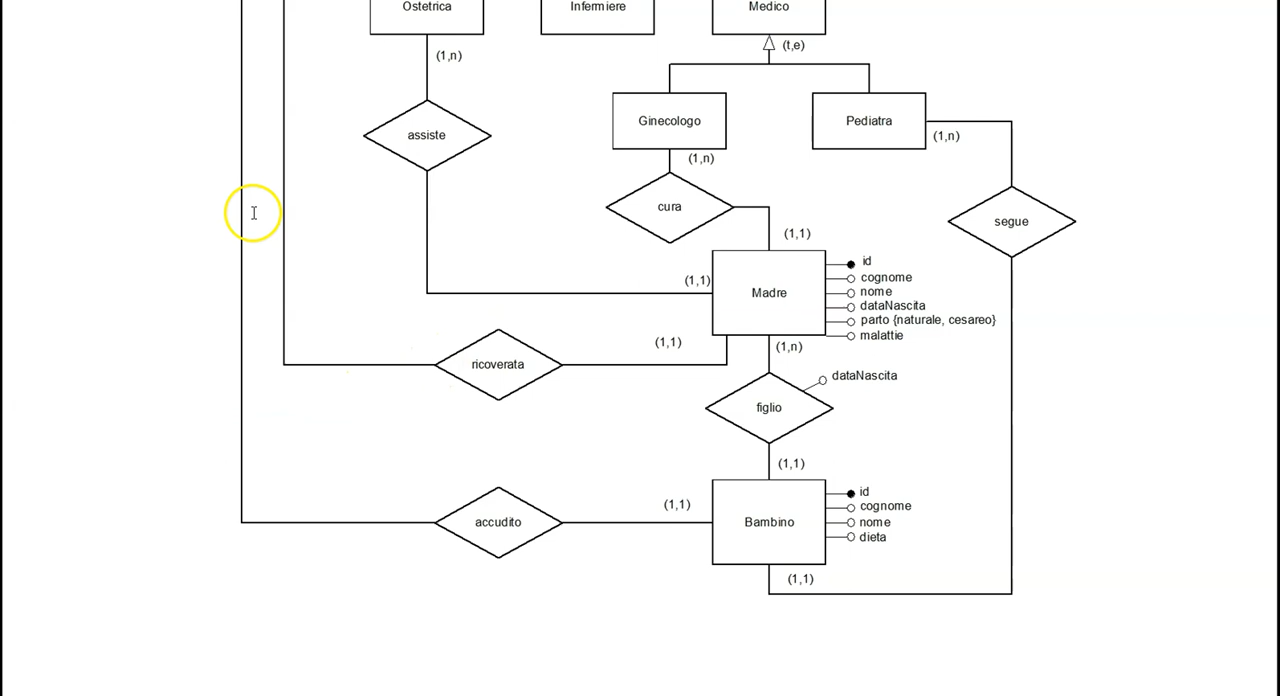 Ostetrica
Infermiere
Medico
(1,n)
(t,e)
Ginecologo
Pediatra
(1,n)
assiste
(1,n)
cura
segue
(1,1)
(1,1)
Madre
id
cognome
nome
dataNascita
parto {naturale, cesareo}
malattie
(1,1)
(1,n)
ricoverata
dataNascita
figlio
(1,1)
(1,1)
accudito
Bambino
id
cognome
nome
dieta
(1,1)